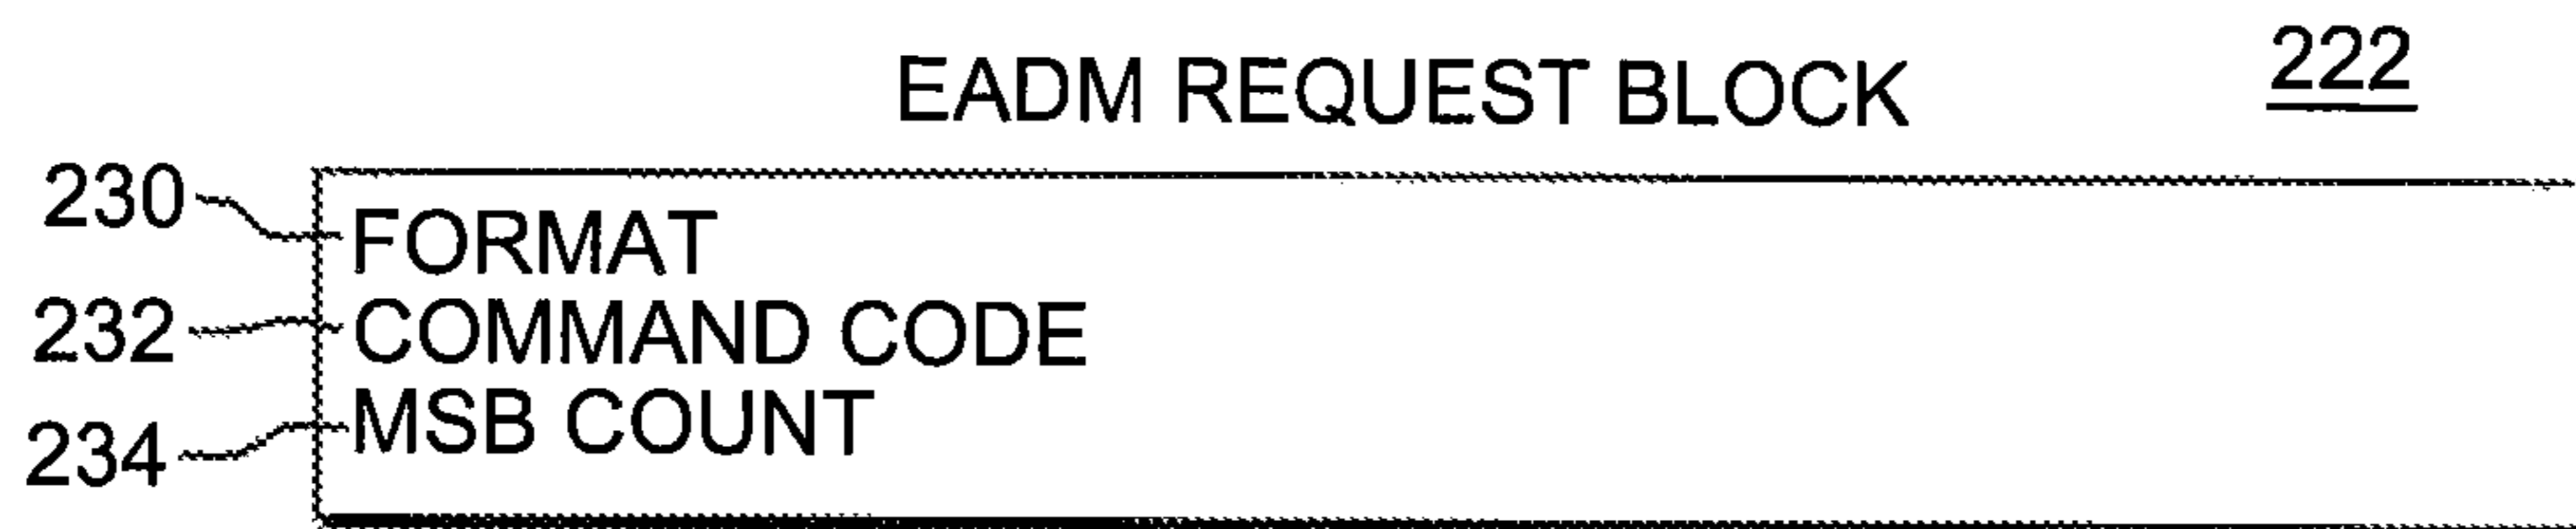 EADM REQUEST BLOCK 222
230 FORMAT
232 COMMAND CODE
234 MSB COUNT